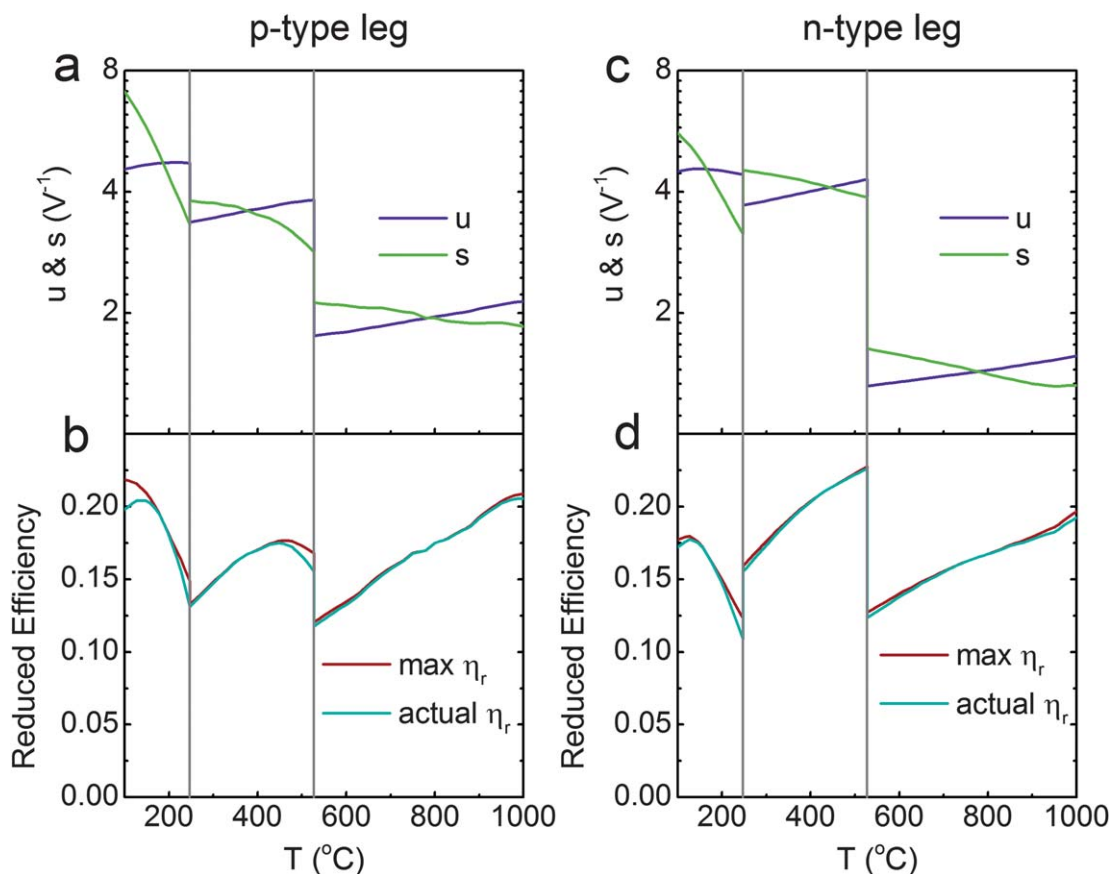 p-type leg
n-type leg
a
8
4
2
u & s (V⁻¹)
u
s
c
8
4
2
u & s (V⁻¹)
u
s
b
0.20
0.15
0.10
0.05
0.00
Reduced Efficiency
max ηr
actual ηr
200 400 600 800 1000
T (°C)
d
0.20
0.15
0.10
0.05
0.00
Reduced Efficiency
max ηr
actual ηr
200 400 600 800 1000
T (°C)